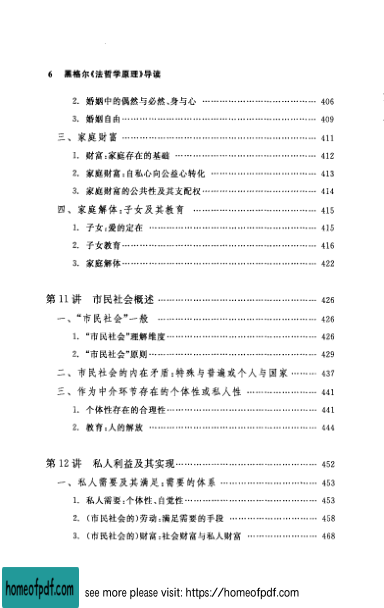 6 黑格尔《法哲学原理》导读
2. 婚姻中的偶然与必然、身与心 …… 406
3. 婚姻自由 …… 409
三、家庭财富 …… 411
1. 财富:家庭存在的基础 …… 412
2. 家庭财富:自私心向公益心转化 …… 413
3. 家庭财富的公共性及其支配权 …… 414
四、家庭解体:子女及其教育 …… 415
1. 子女:爱的定在 …… 415
2. 子女教育 …… 416
3. 家庭解体 …… 422
第11讲 市民社会概述 …… 426
一、“市民社会”一般 …… 426
1. “市民社会”理解维度 …… 426
2. “市民社会”原则 …… 429
二、市民社会的内在矛盾:特殊与普遍或个人与国家 …… 437
三、作为中介环节存在的个体性或私人性 …… 441
1. 个体性存在的合理性 …… 441
2. 教育:人的解放 …… 444
第12讲 私人利益及其实现 …… 452
一、私人需要及其满足:需要的体系 …… 453
1. 私人需要:个体性、自觉性 …… 453
2. (市民社会的)劳动:满足需要的手段 …… 458
3. (市民社会的)财富:社会财富与私人财富 …… 468
homeofpdf.com see more please visit: https://homeofpdf.com